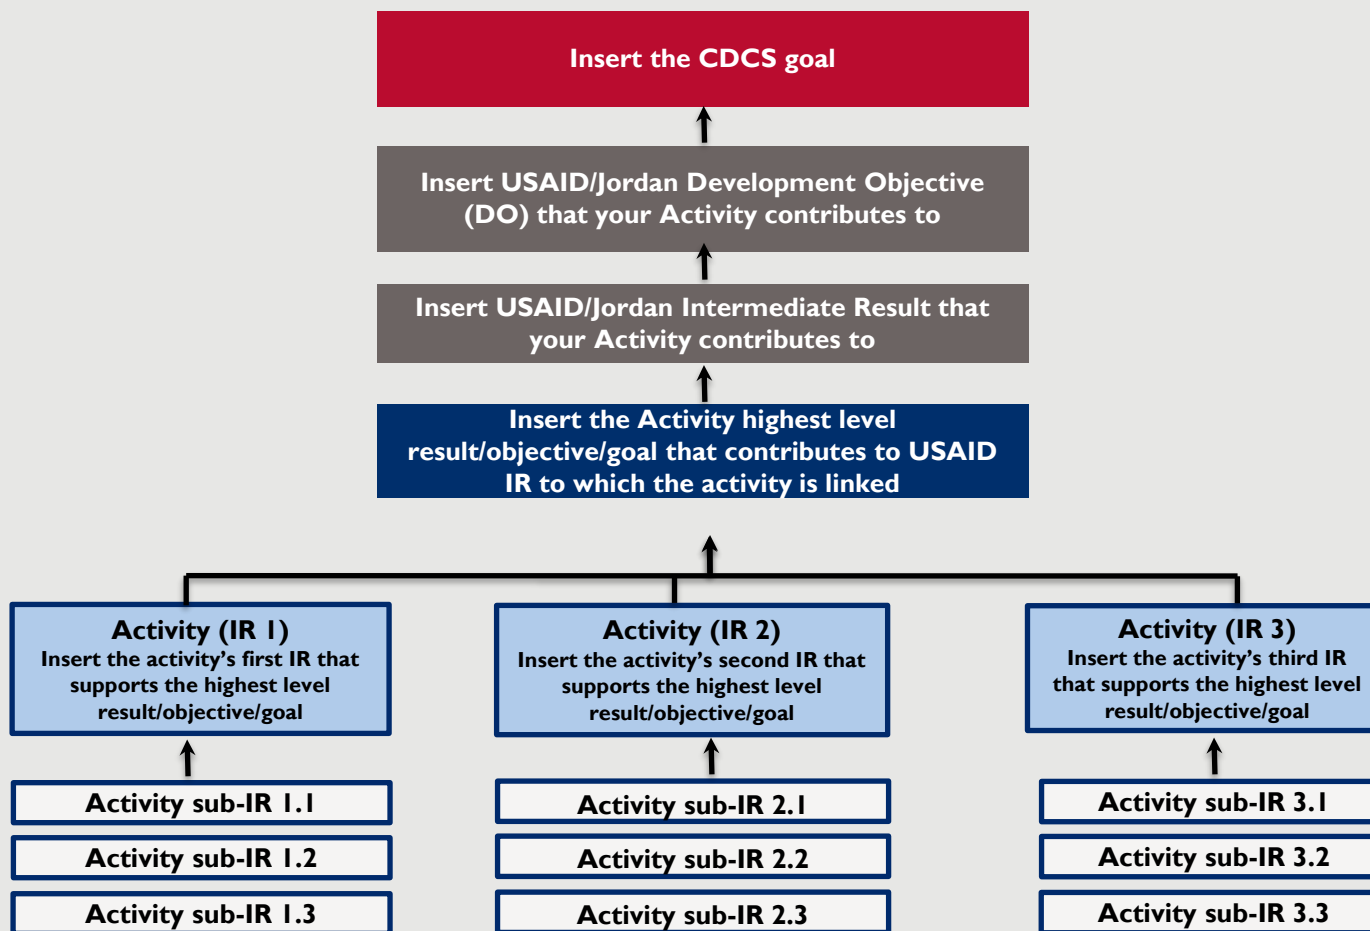 Insert the CDCS goal
Insert USAID/Jordan Development Objective
(DO) that your Activity contributes to
Insert USAID/Jordan Intermediate Result that
your Activity contributes to
Insert the Activity highest level
result/objective/goal that contributes to USAID
IR to which the activity is linked
Activity (IR 1)
Insert the activity's first IR that
supports the highest level
result/objective/goal
Activity (IR 2)
Insert the activity's second IR that
supports the highest level
result/objective/goal
Activity (IR 3)
Insert the activity's third IR
that supports the highest level
result/objective/goal
Activity sub-IR 1.1
Activity sub-IR 1.2
Activity sub-IR 1.3
Activity sub-IR 2.1
Activity sub-IR 2.2
Activity sub-IR 2.3
Activity sub-IR 3.1
Activity sub-IR 3.2
Activity sub-IR 3.3